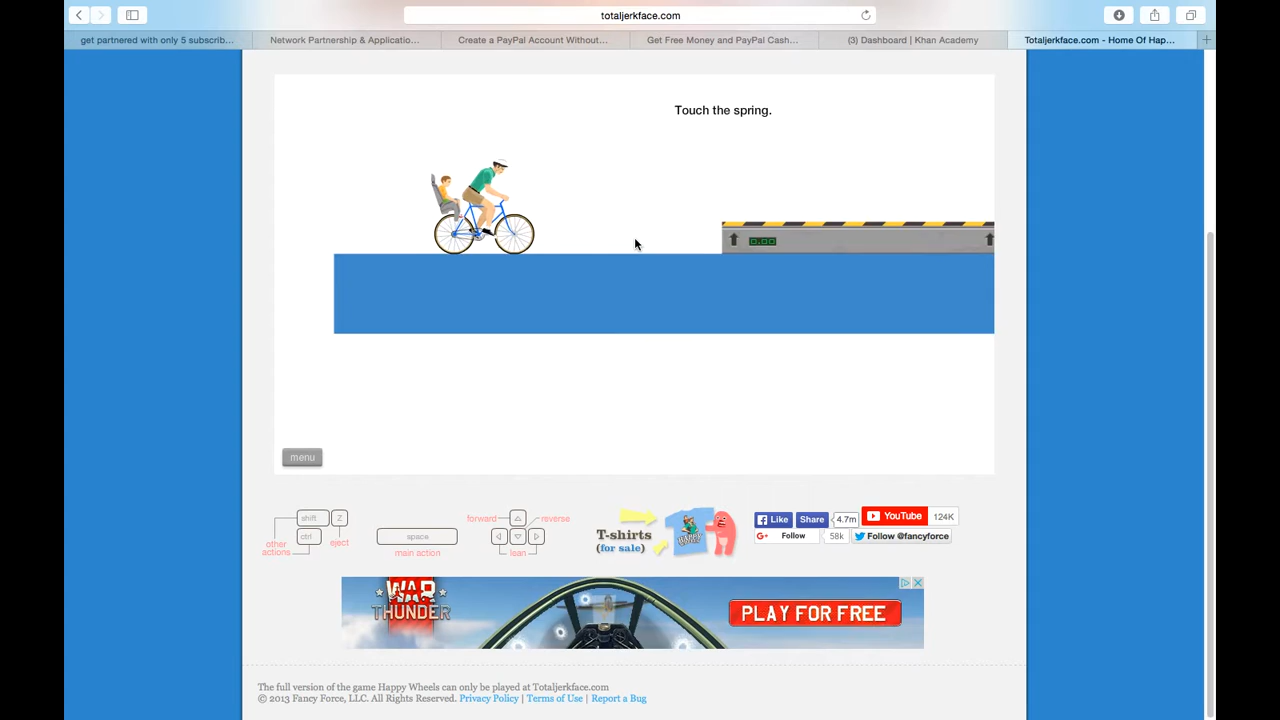 totaljerkface.com
get partnered with only 5 subscrib...
Network Partnership & Applicatio...
Create a PayPal Account Without...
Get Free Money and PayPal Cash...
(3) Dashboard | Khan Academy
Totaljerkface.com - Home Of Hap...
Touch the spring.
0.00
menu
shift
Z
ctrl
other
actions
eject
space
main action
forward
reverse
lean
T-shirts
(for sale)
HAPPY
Like
Share
4.7m
YouTube
124K
Follow
58k
Follow @fancyforce
WAR
THUNDER
PLAY FOR FREE
The full version of the game Happy Wheels can only be played at Totaljerkface.com
© 2013 Fancy Force, LLC. All Rights Reserved. Privacy Policy | Terms of Use | Report a Bug